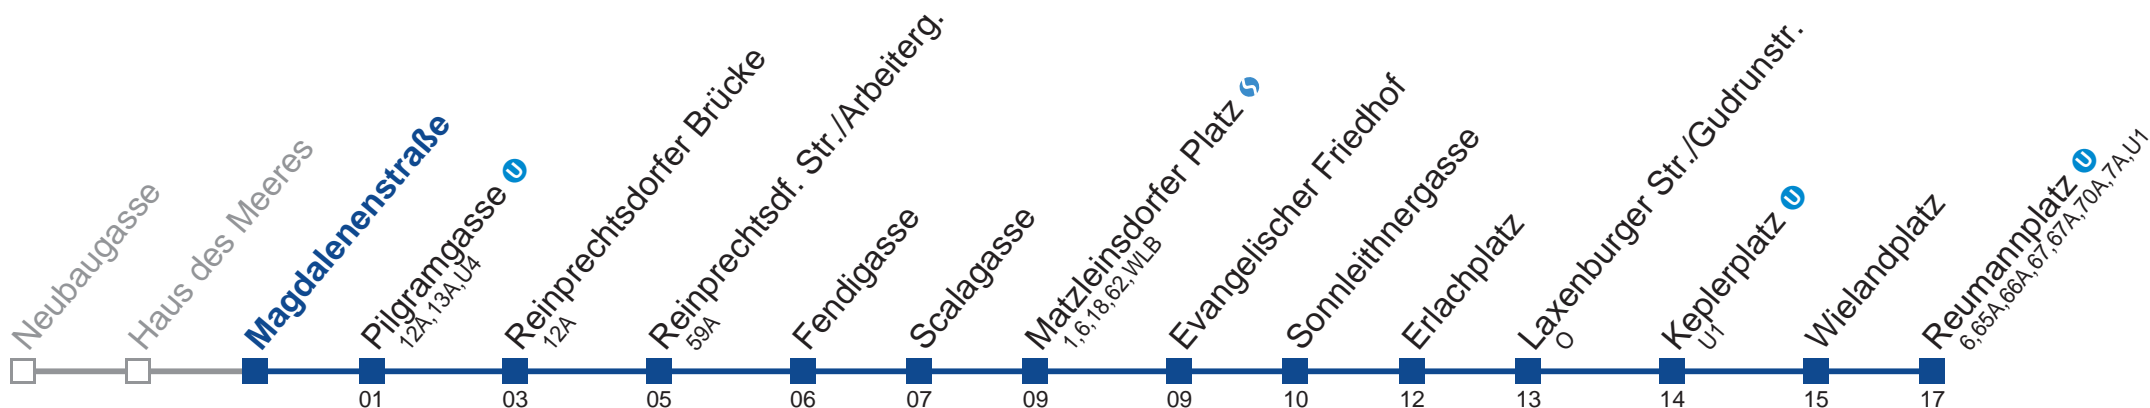 Neubaugasse
Haus des Meeres
Magdalenenstraße
Pilgramgasse U
12A,13A,U4
Reinprechtsdorfer Brücke
12A
Reinprechtsdf. Str./Arbeiterg.
59A
Fendigasse
Scalagasse
Matzleinsdorfer Platz
1,6,18,62,WLB
Evangelischer Friedhof
Sonnleithnergasse
Erlachplatz
Laxenburger Str./Gudrunstr.
O
Keplerplatz U
U1
Wielandplatz
Reumannplatz U
6,65A,66A,67,67A,70A,7A,U1
01 03 05 06 07 09 09 10 12 13 14 15 17